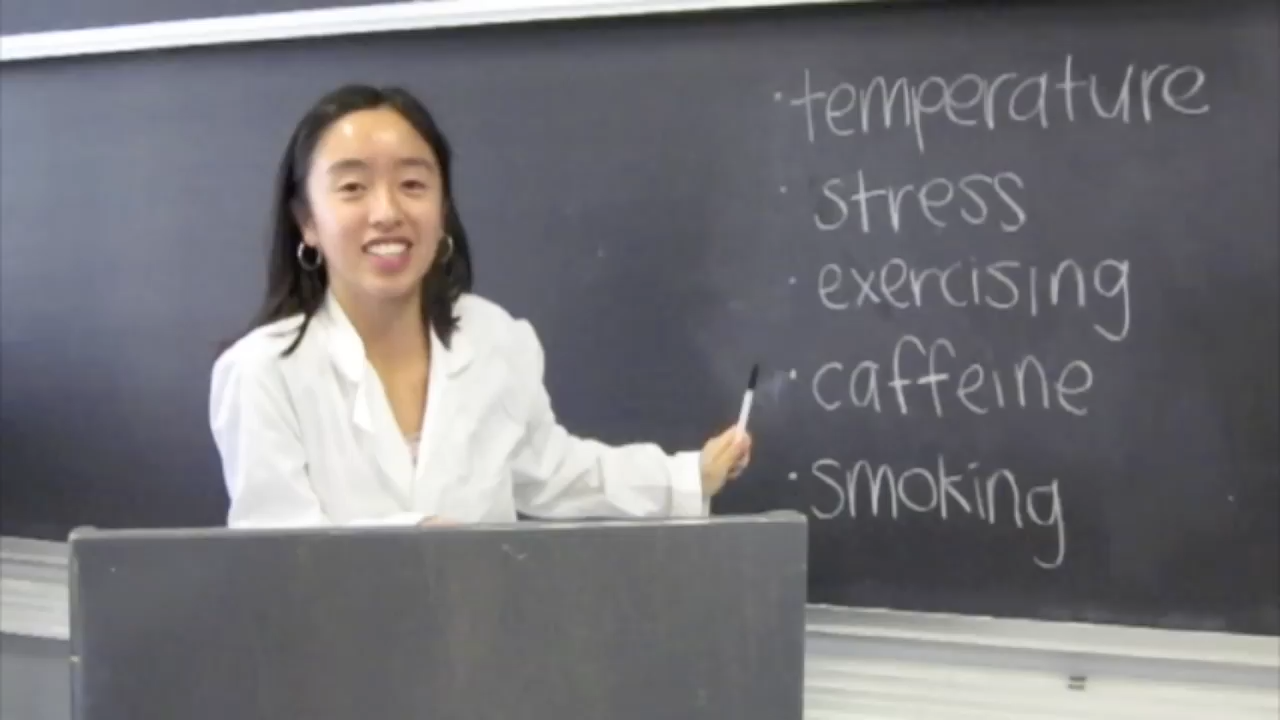 · temperature
· stress
· exercising
· caffeine
· smoking